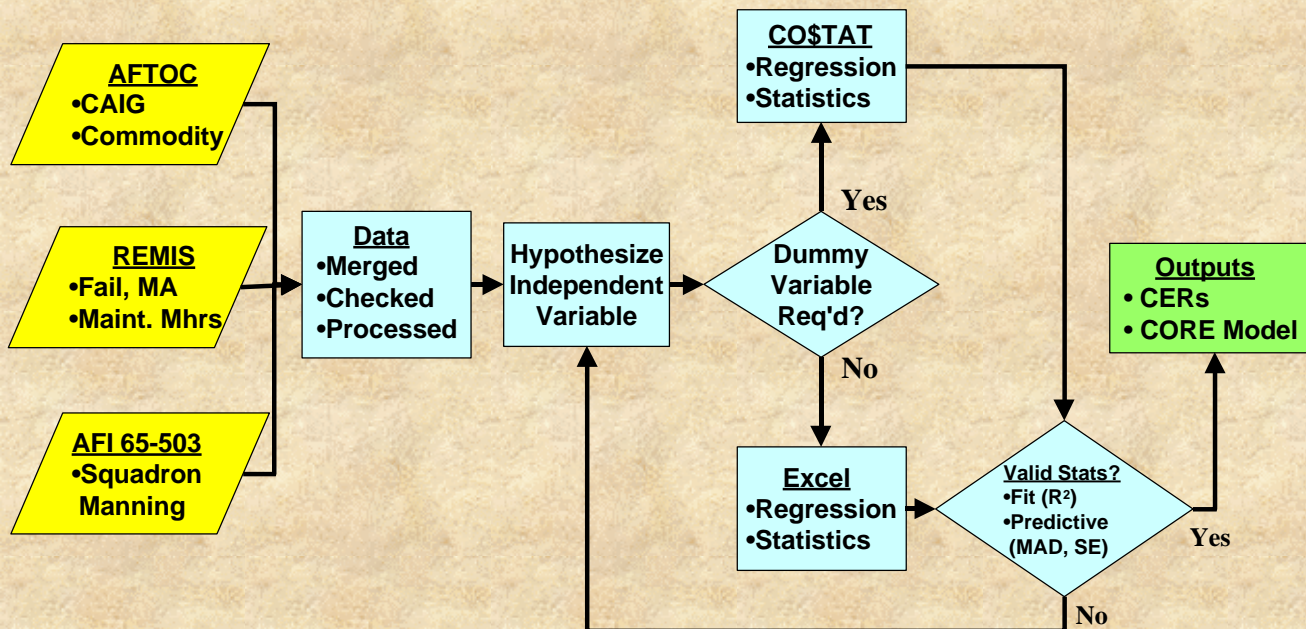 AFTOC
•CAIG
•Commodity
REMIS
•Fail, MA
•Maint. Mhrs
AFI 65-503
•Squadron
Manning
Data
•Merged
•Checked
•Processed
Hypothesize
Independent
Variable
CO$TAT
•Regression
•Statistics
Yes
Dummy
Variable
Req'd?
No
Excel
•Regression
•Statistics
Valid Stats?
•Fit (R²)
•Predictive
(MAD, SE)
Yes
No
Outputs
• CERs
• CORE Model